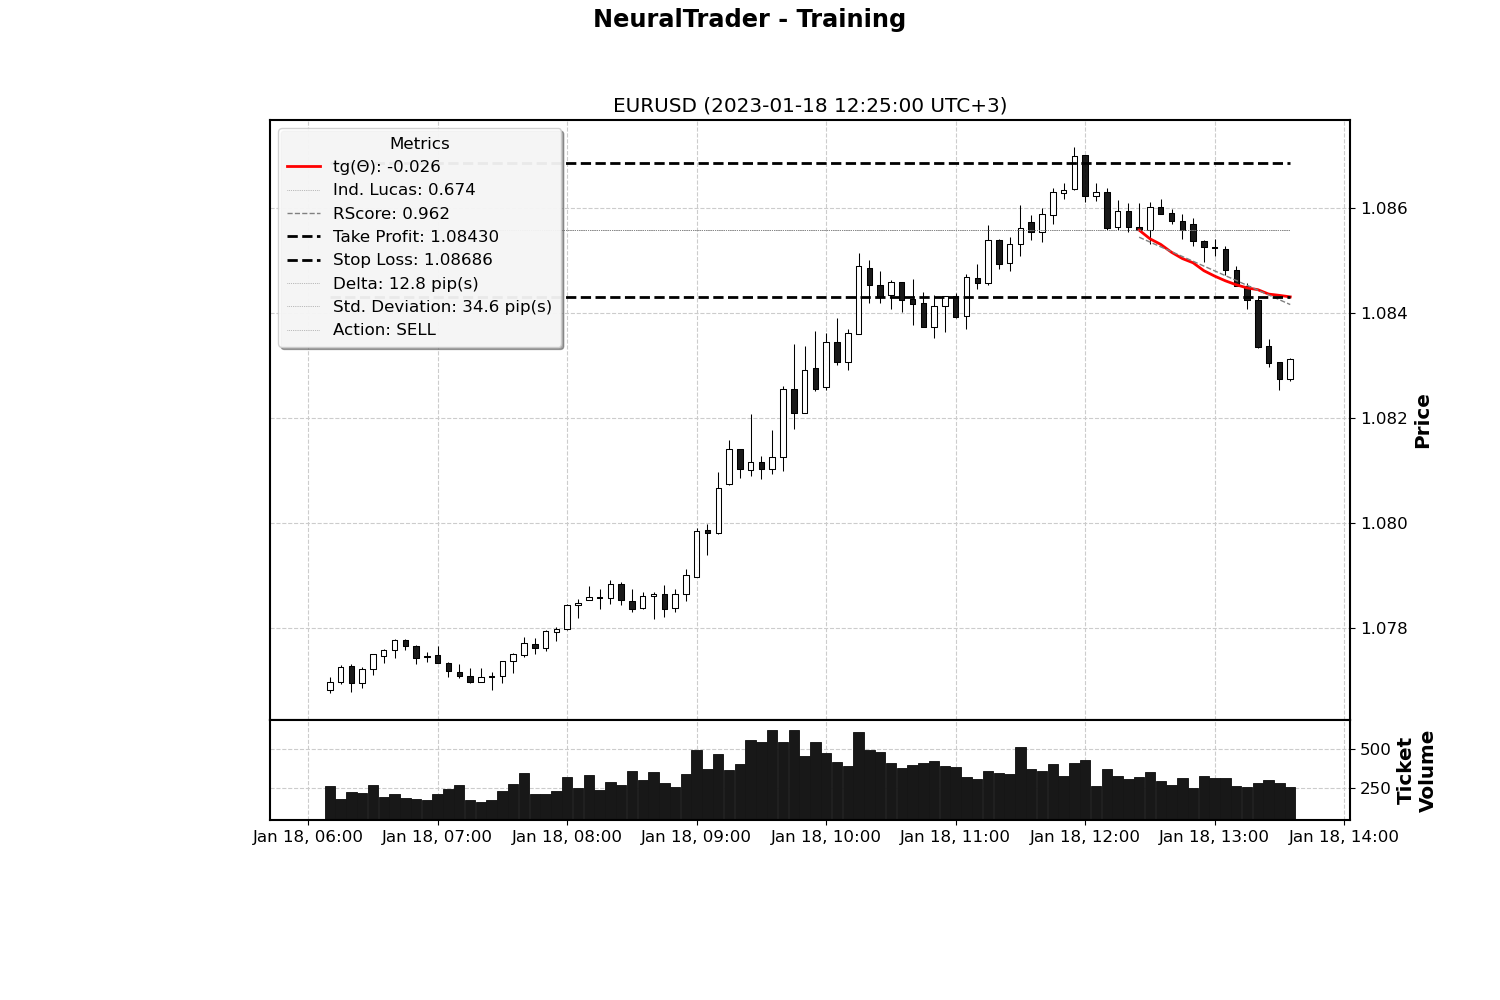 NeuralTrader - Training
EURUSD (2023-01-18 12:25:00 UTC+3)
Metrics
tg(Θ): -0.026
Ind. Lucas: 0.674
RScore: 0.962
Take Profit: 1.08430
Stop Loss: 1.08686
Delta: 12.8 pip(s)
Std. Deviation: 34.6 pip(s)
Action: SELL
1.086
1.084
1.082
1.080
1.078
Price
500
250
Ticket
Volume
Jan 18, 06:00
Jan 18, 07:00
Jan 18, 08:00
Jan 18, 09:00
Jan 18, 10:00
Jan 18, 11:00
Jan 18, 12:00
Jan 18, 13:00
Jan 18, 14:00